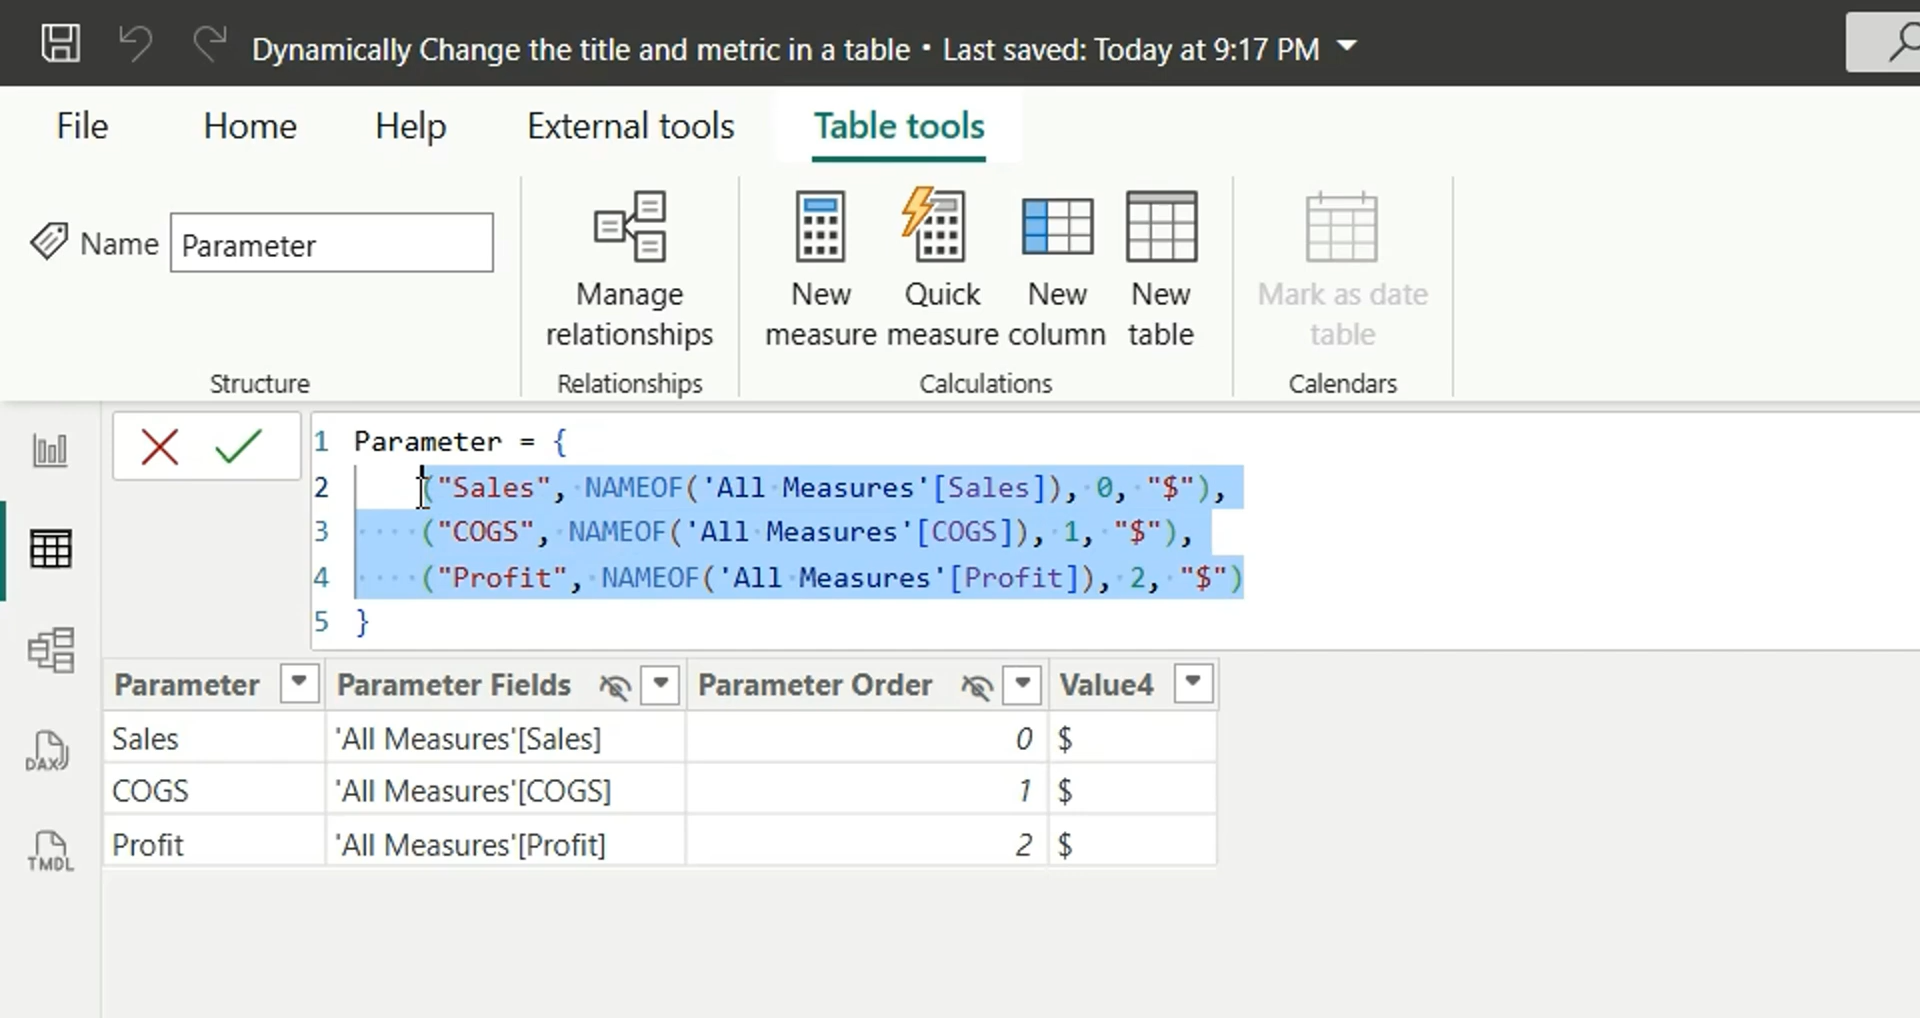 Dynamically Change the title and metric in a table • Last saved: Today at 9:17 PM
File Home Help External tools Table tools
Name Parameter
Manage relationships
New measure
Quick measure
New column
New table
Mark as date table
Structure Relationships Calculations Calendars
1 Parameter = {
2 ("Sales", NAMEOF('All Measures'[Sales]), 0, "$"),
3 ("COGS", NAMEOF('All Measures'[COGS]), 1, "$"),
4 ("Profit", NAMEOF('All Measures'[Profit]), 2, "$")
5 }
Parameter Parameter Fields Parameter Order Value4
Sales 'All Measures'[Sales] 0 $
COGS 'All Measures'[COGS] 1 $
Profit 'All Measures'[Profit] 2 $
DAX
TMDL